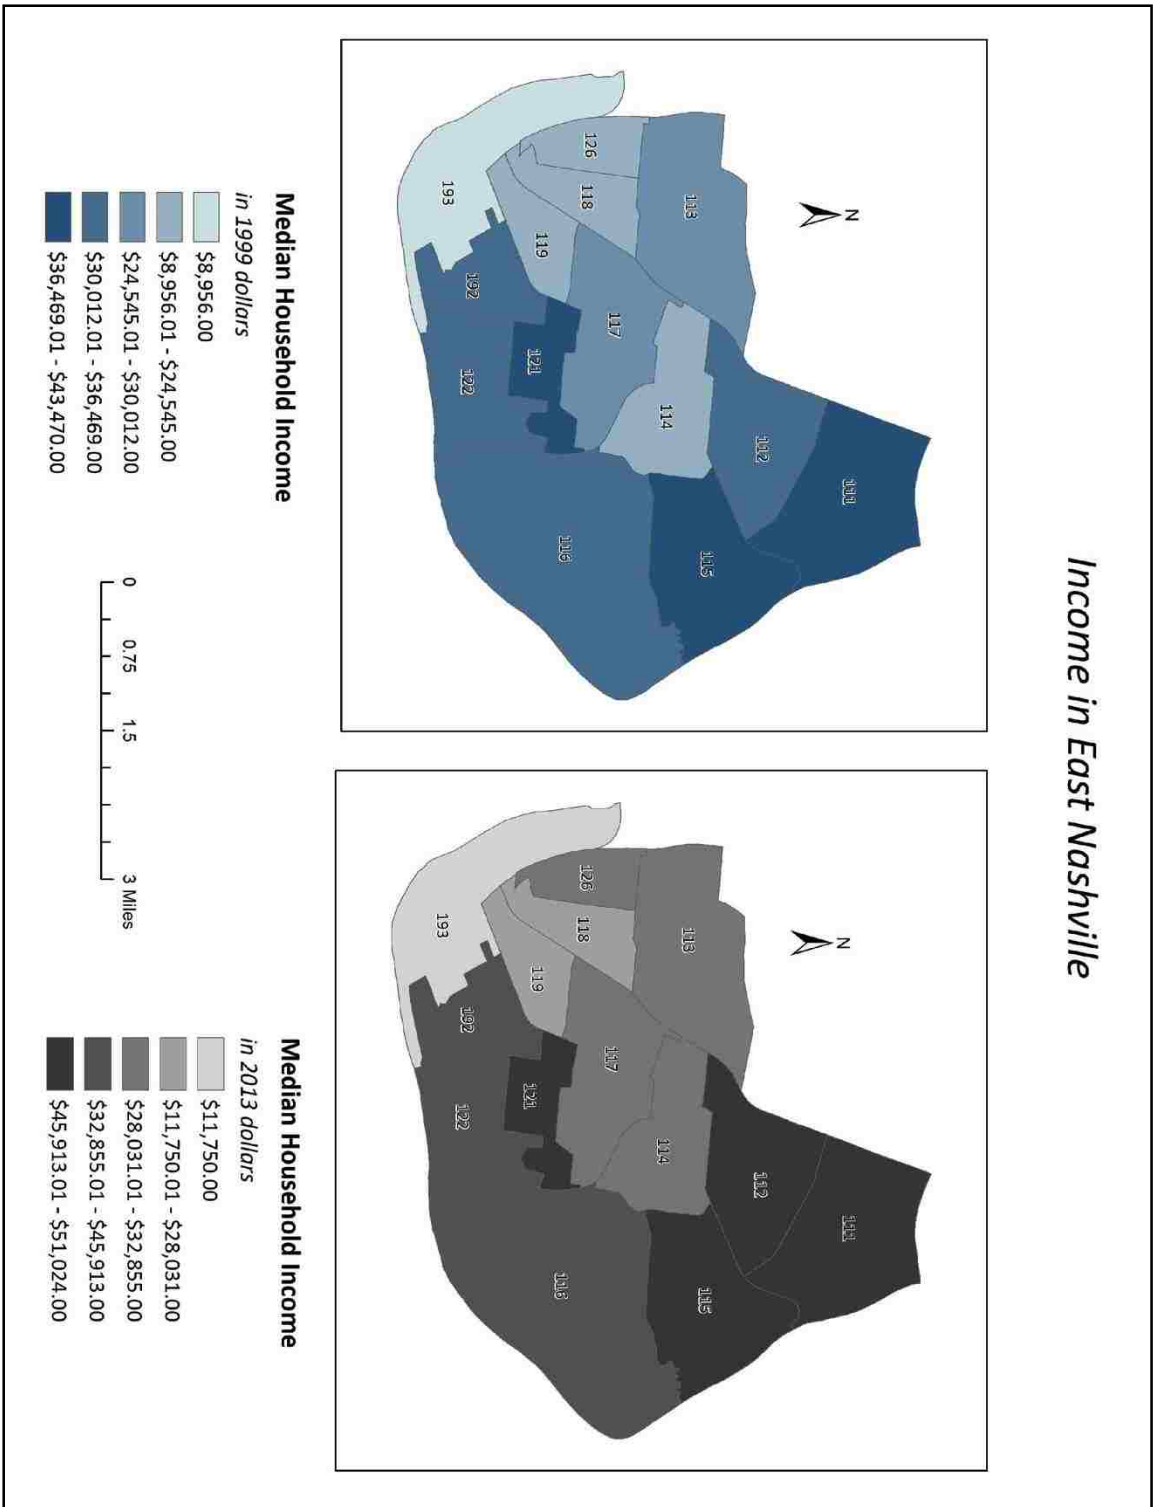 Income in East Nashville
N
111
113
112
115
126
118
114
117
119
121
116
193
192
122
Median Household Income
in 1999 dollars
$8,956.00
$8,956.01 - $24,545.00
$24,545.01 - $30,012.00
$30,012.01 - $36,469.00
$36,469.01 - $43,470.00
0 0.75 1.5 3 Miles
N
111
113
112
115
126
118
114
117
119
121
116
193
192
122
Median Household Income
in 2013 dollars
$11,750.00
$11,750.01 - $28,031.00
$28,031.01 - $32,855.00
$32,855.01 - $45,913.00
$45,913.01 - $51,024.00